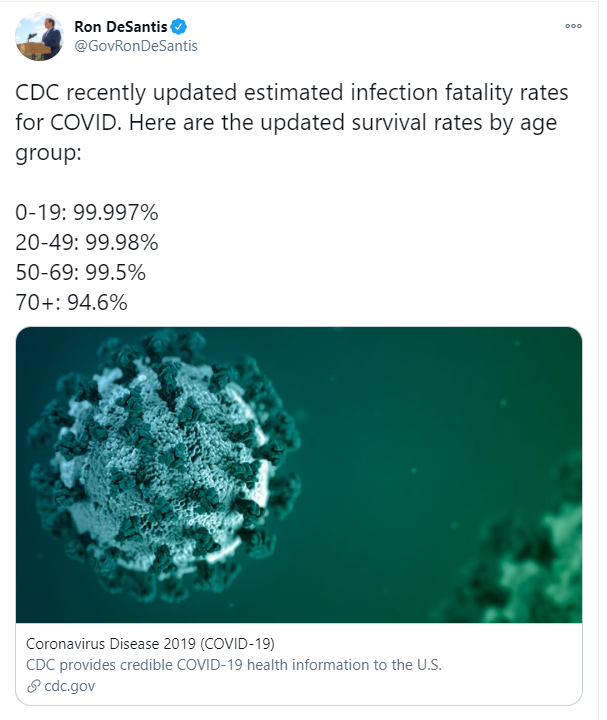 Ron DeSantis
@GovRonDeSantis
CDC recently updated estimated infection fatality rates
for COVID. Here are the updated survival rates by age
group:
0-19: 99.997%
20-49: 99.98%
50-69: 99.5%
70+: 94.6%
Coronavirus Disease 2019 (COVID-19)
CDC provides credible COVID-19 health information to the U.S.
cdc.gov